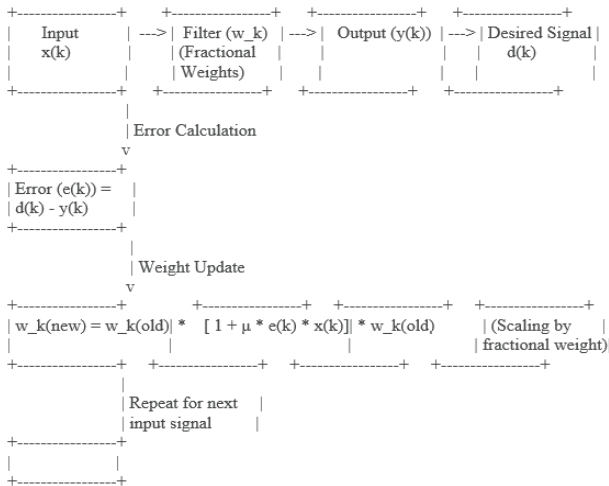 +-----------------+ +-----------------+ +-----------------+ +-----------------+
| Input | ---> | Filter (w_k) | ---> | Output (y(k)) | ---> | Desired Signal |
| x(k) | | (Fractional | | | | d(k) |
| | | Weights) | | | | |
+-----------------+ +-----------------+ +-----------------+ +-----------------+
|
| Error Calculation
v
+-----------------+
| Error (e(k)) = |
| d(k) - y(k) |
+-----------------+
|
| Weight Update
v
+-----------------+ +-----------------+ +-----------------+ +-----------------+
| w_k(new) = w_k(old)| * [ 1 + μ * e(k) * x(k)]| * w_k(old) | (Scaling by |
| | | | fractional weight)|
+-----------------+ +-----------------+ +-----------------+ +-----------------+
|
| Repeat for next |
| input signal |
+-----------------+
| |
+-----------------+